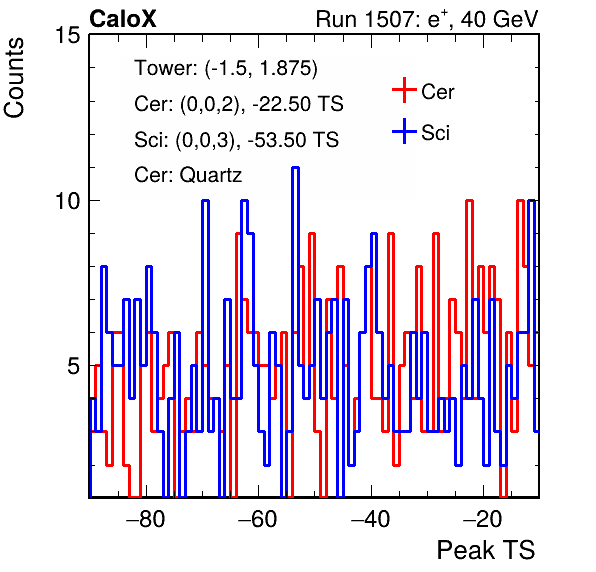 CaloX Run 1507: e⁺, 40 GeV
Counts
15
10
5
Tower: (-1.5, 1.875)
Cer: (0,0,2), -22.50 TS
Sci: (0,0,3), -53.50 TS
Cer: Quartz
Cer
Sci
−80 −60 −40 −20
Peak TS